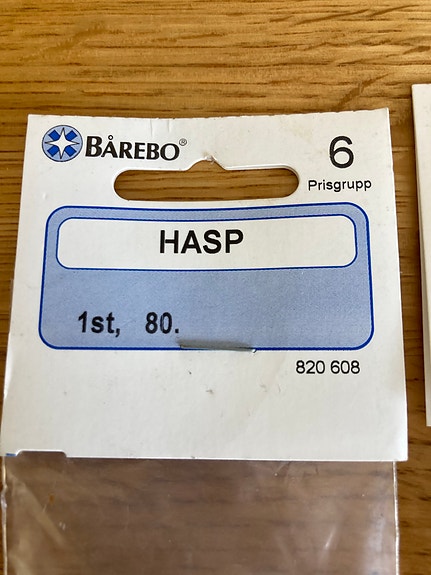 BÅREBO®
6
Prisgrupp
HASP
1st, 80.
820 608